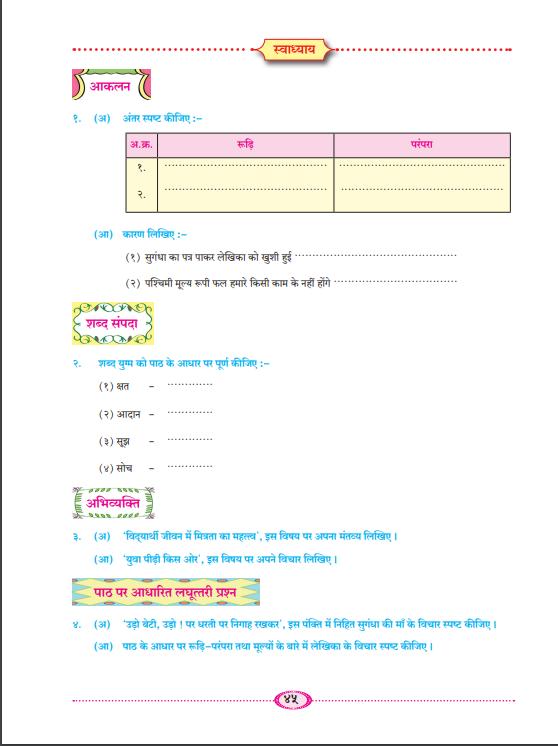 स्वाध्याय
आकलन
१. (अ) अंतर स्पष्ट कीजिए :–
अ.क्र. रूढ़ि परंपरा
१. ............................................ ............................................
२. ............................................ ............................................
(आ) कारण लिखिए :–
(१) सुगंधा का पत्र पाकर लेखिका को खुशी हुई ............................................
(२) पश्चिमी मूल्य रूपी फल हमारे किसी काम के नहीं होंगे ...................................
शब्द संपदा
२. शब्द युग्म को पाठ के आधार पर पूर्ण कीजिए :–
(१) क्षत – .............
(२) आदान – .............
(३) सूझ – .............
(४) सोच – .............
अभिव्यक्ति
३. (अ) ‘विद्‌यार्थी जीवन में मित्रता का महत्त्व’, इस विषय पर अपना मंतव्य लिखिए ।
(आ) ‘युवा पीढ़ी किस ओर’, इस विषय पर अपने विचार लिखिए ।
पाठ पर आधारित लघूत्तरी प्रश्न
४. (अ) ‘उड़ो बेटी, उड़ो ! पर धरती पर निगाह रखकर’, इस पंक्ति में निहित सुगंधा की माँ के विचार स्पष्ट कीजिए ।
(आ) पाठ के आधार पर रूढ़ि-परंपरा तथा मूल्यों के बारे में लेखिका के विचार स्पष्ट कीजिए ।
४५